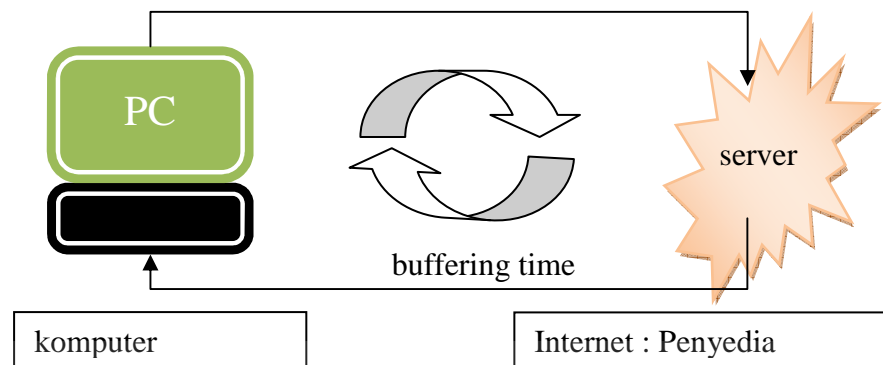 PC
server
buffering time
komputer
Internet : Penyedia